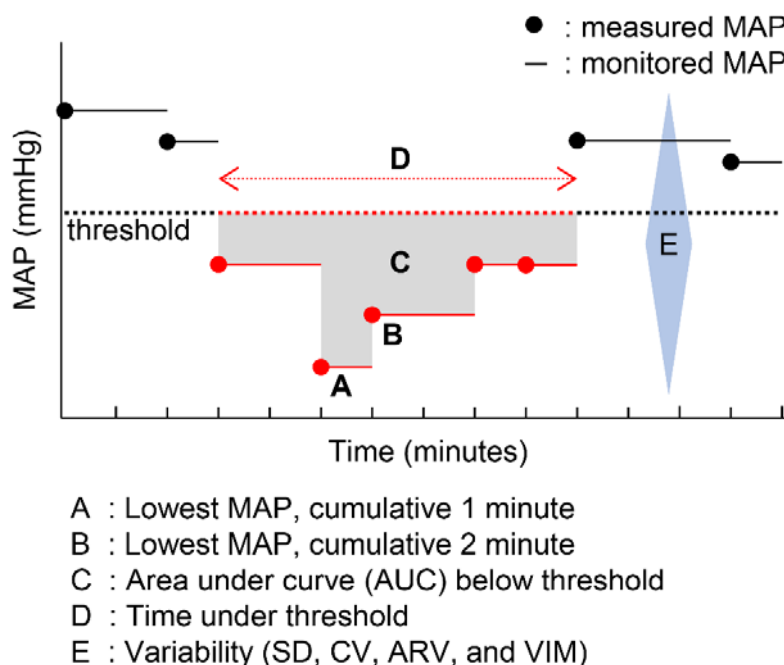 ● : measured MAP
– : monitored MAP
MAP (mmHg)
D
threshold
C
E
B
A
Time (minutes)
A : Lowest MAP, cumulative 1 minute
B : Lowest MAP, cumulative 2 minute
C : Area under curve (AUC) below threshold
D : Time under threshold
E : Variability (SD, CV, ARV, and VIM)